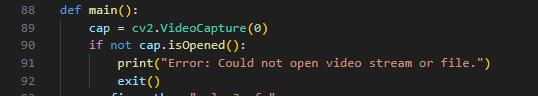 88 def main():
89 cap = cv2.VideoCapture(0)
90 if not cap.isOpened():
91 print("Error: Could not open video stream or file.")
92 exit()